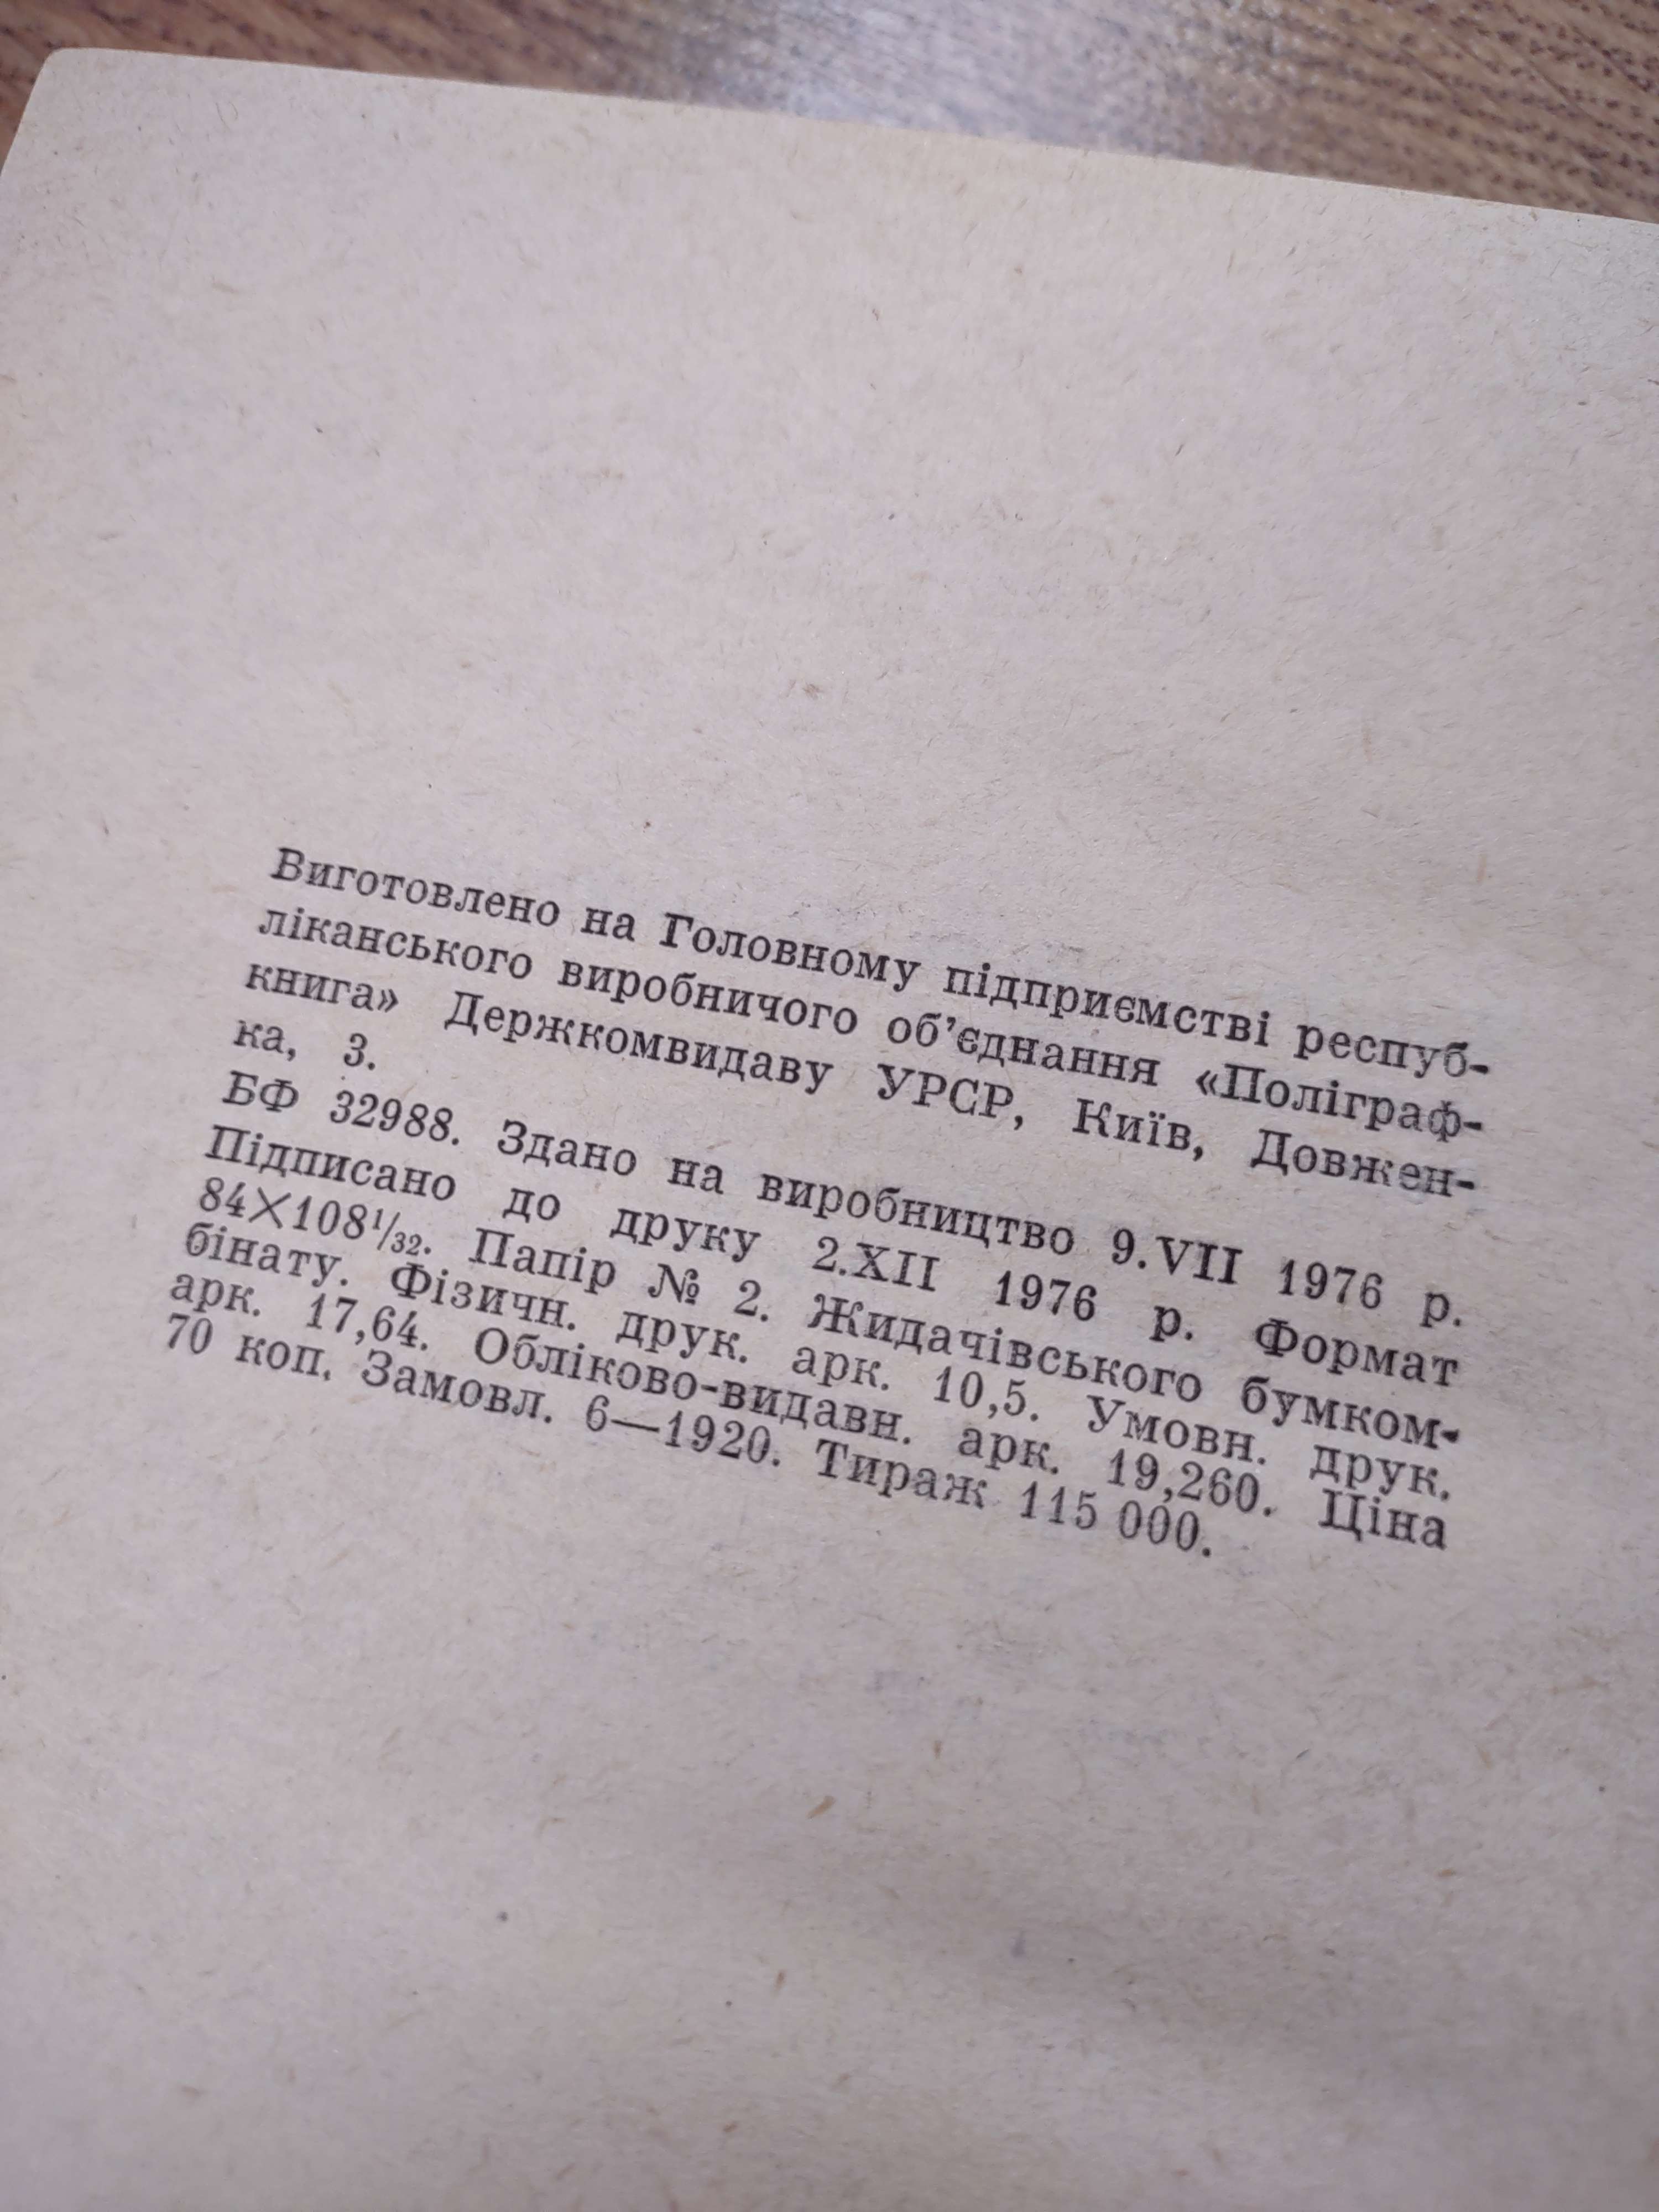 Виготовлено на Головному підприємстві респуб-
ліканського виробничого об’єднання «Поліграф-
книга» Держкомвидаву УРСР, Київ, Довжен-
ка, 3.
БФ 32988. Здано на виробництво 9.VII 1976 р.
Підписано до друку 2.XII 1976 р. Формат
84×108¹/₃₂. Папір № 2. Жидачівського бумком-
бінату. Фізичн. друк. арк. 10,5. Умовн. друк.
арк. 17,64. Обліково-видавн. арк. 19,260. Ціна
70 коп. Замовл. 6—1920. Тираж 115 000.